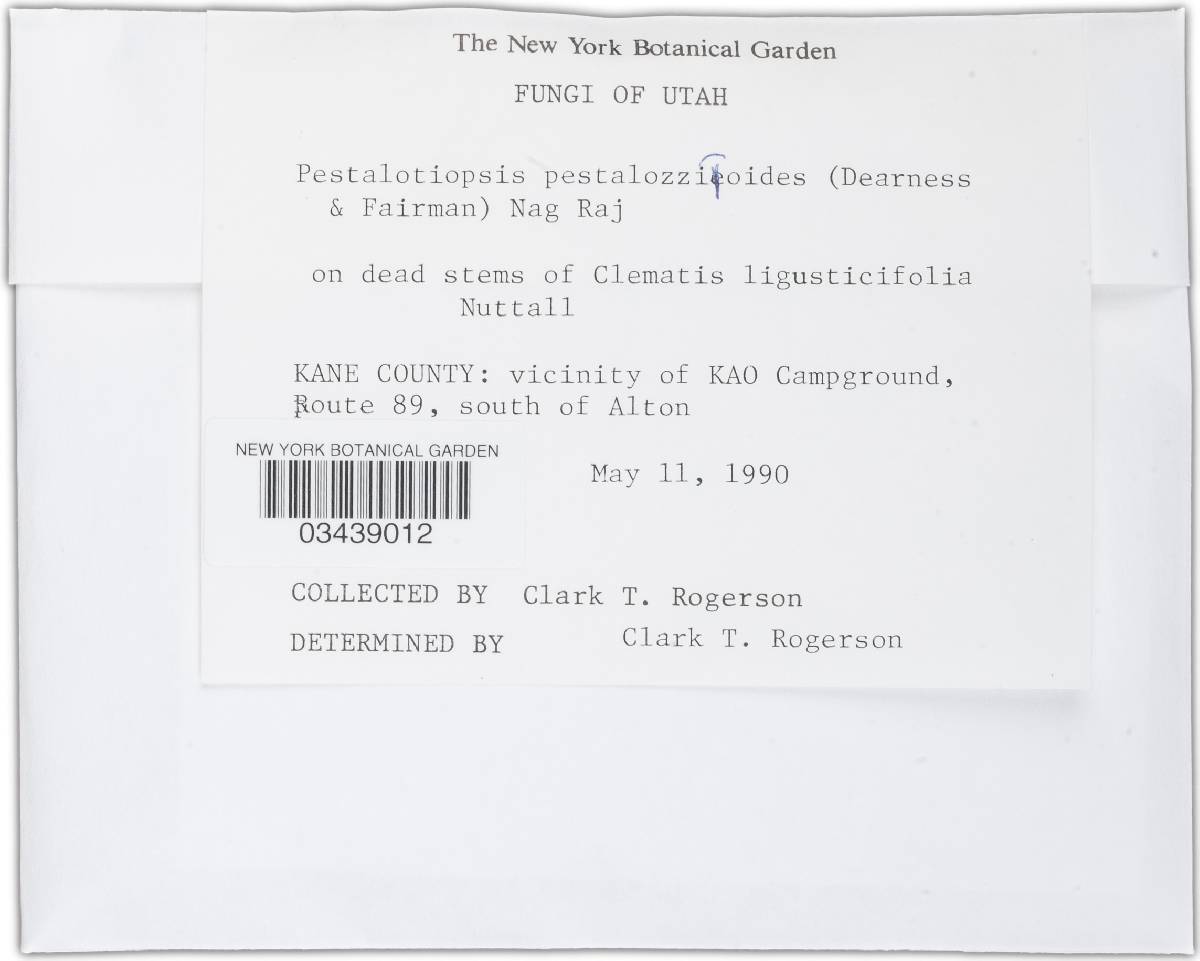 The New York Botanical Garden
FUNGI OF UTAH
Pestalotiopsis pestalozzioides (Dearness
& Fairman) Nag Raj
on dead stems of Clematis ligusticifolia
Nuttall
KANE COUNTY: vicinity of KAO Campground,
Route 89, south of Alton
NEW YORK BOTANICAL GARDEN
03439012
May 11, 1990
COLLECTED BY Clark T. Rogerson
DETERMINED BY Clark T. Rogerson